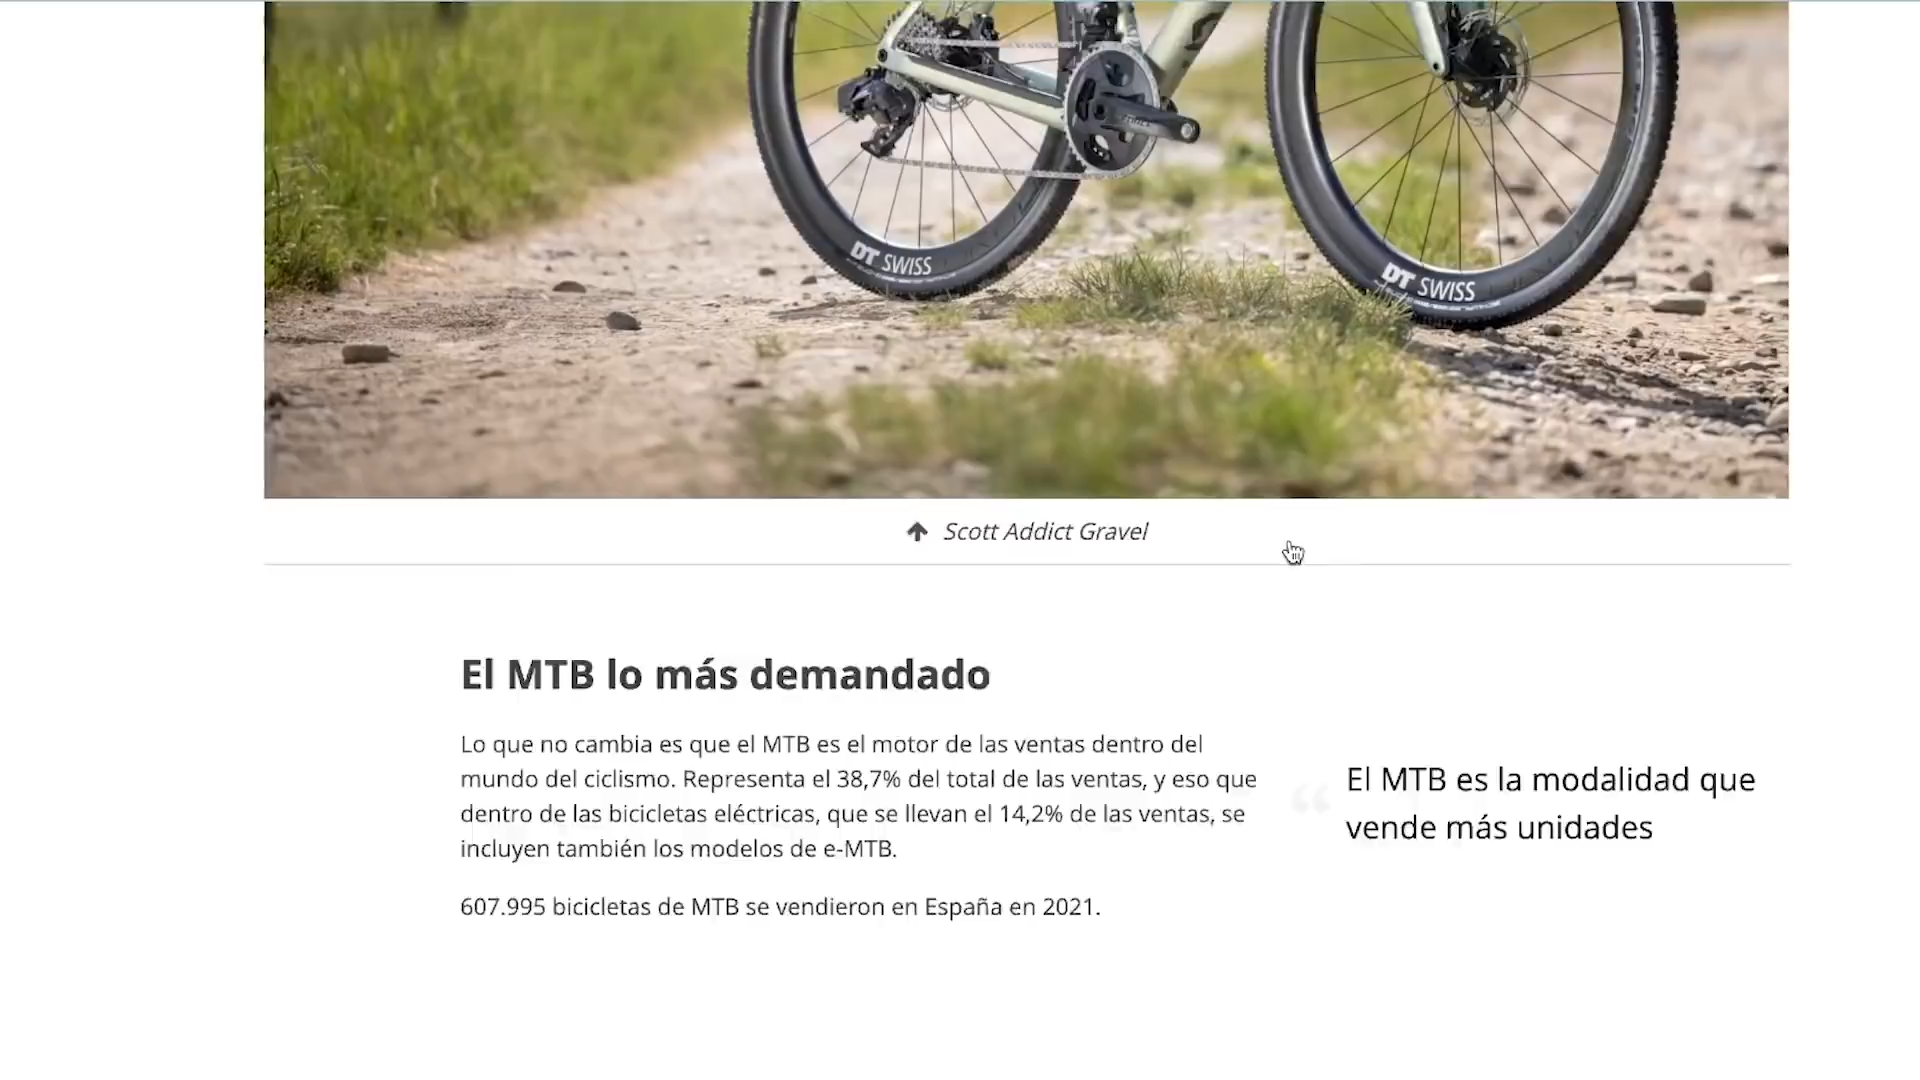 DT SWISS
DT SWISS
Scott Addict Gravel
El MTB lo más demandado
Lo que no cambia es que el MTB es el motor de las ventas dentro del
mundo del ciclismo. Representa el 38,7% del total de las ventas, y eso que
dentro de las bicicletas eléctricas, que se llevan el 14,2% de las ventas, se
incluyen también los modelos de e-MTB.
607.995 bicicletas de MTB se vendieron en España en 2021.
“ El MTB es la modalidad que
vende más unidades